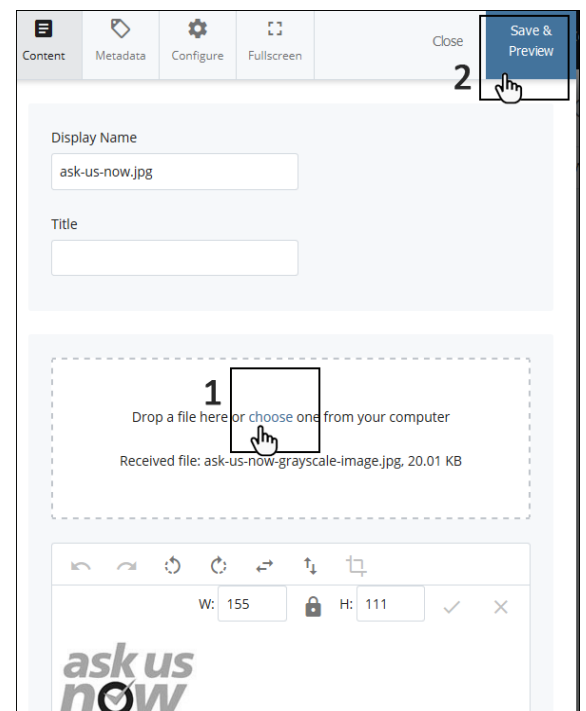 Content
Metadata
Configure
Fullscreen
Close
Save &
Preview
2
Display Name
ask-us-now.jpg
Title
1
Drop a file here or choose one from your computer
Received file: ask-us-now-grayscale-image.jpg, 20.01 KB
W: 155
H: 111
ask us
now